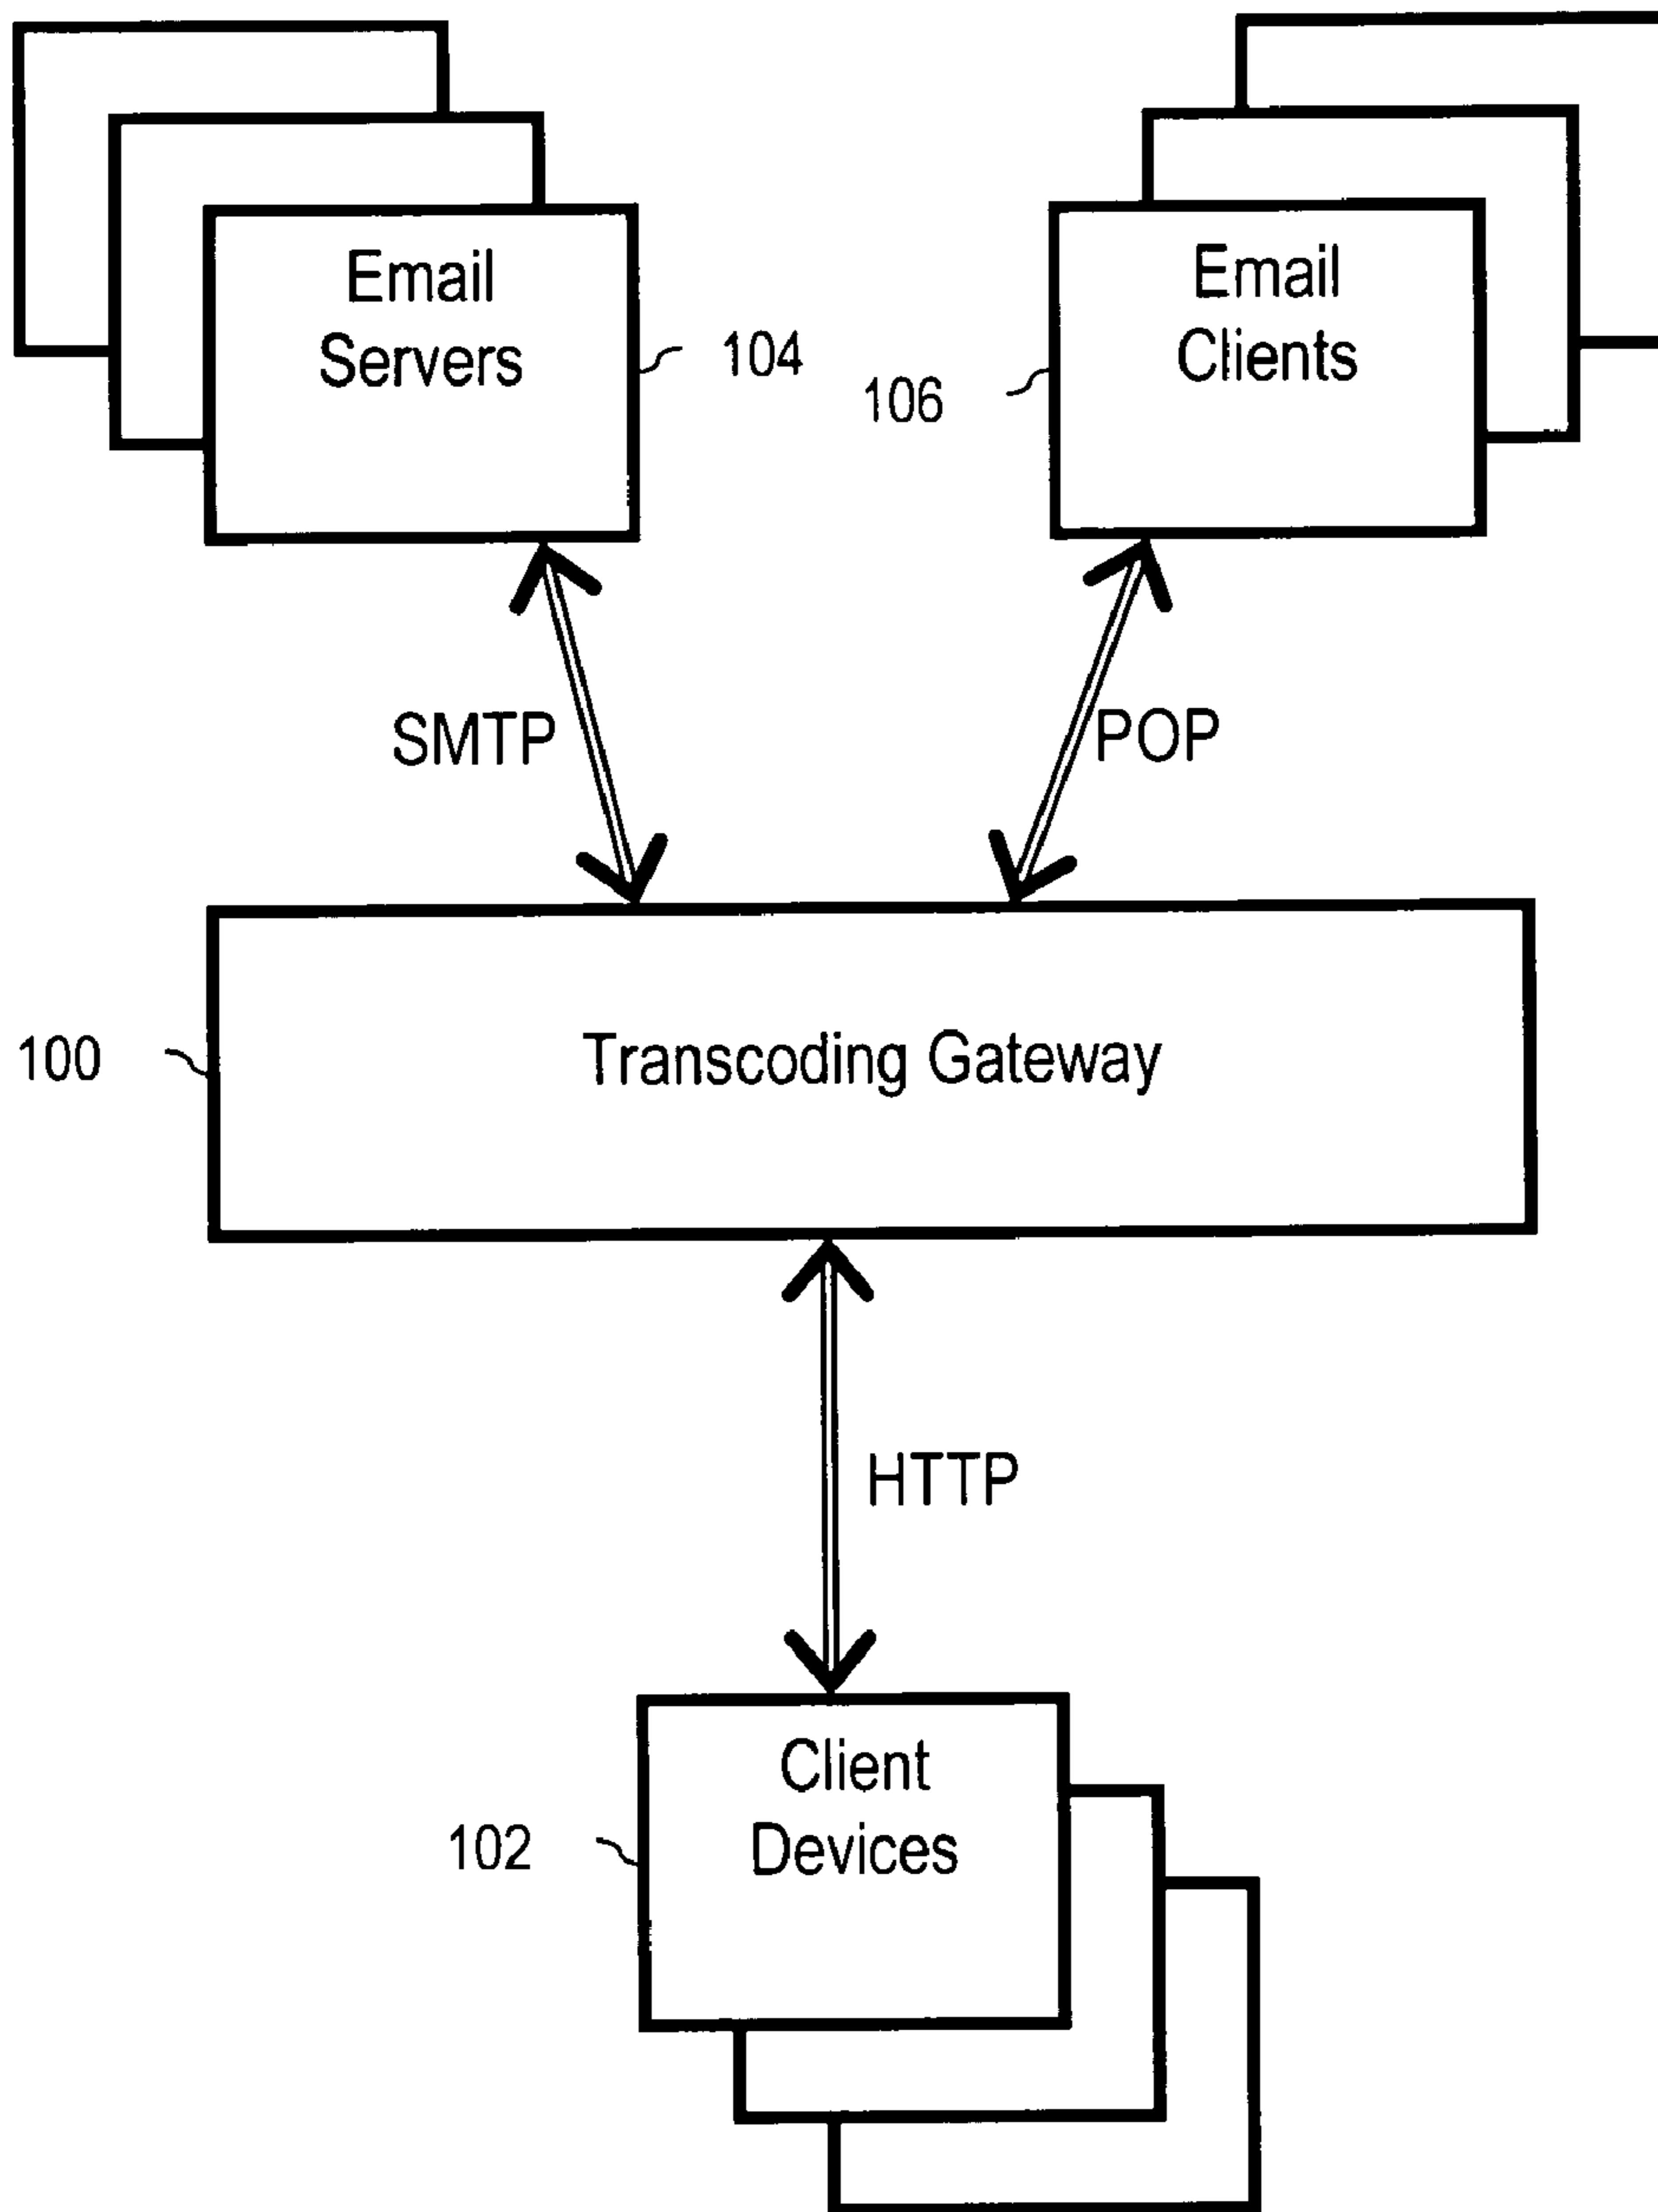 Email
Servers
104
Email
Clients
106
SMTP
POP
100
Transcoding Gateway
HTTP
Client
Devices
102